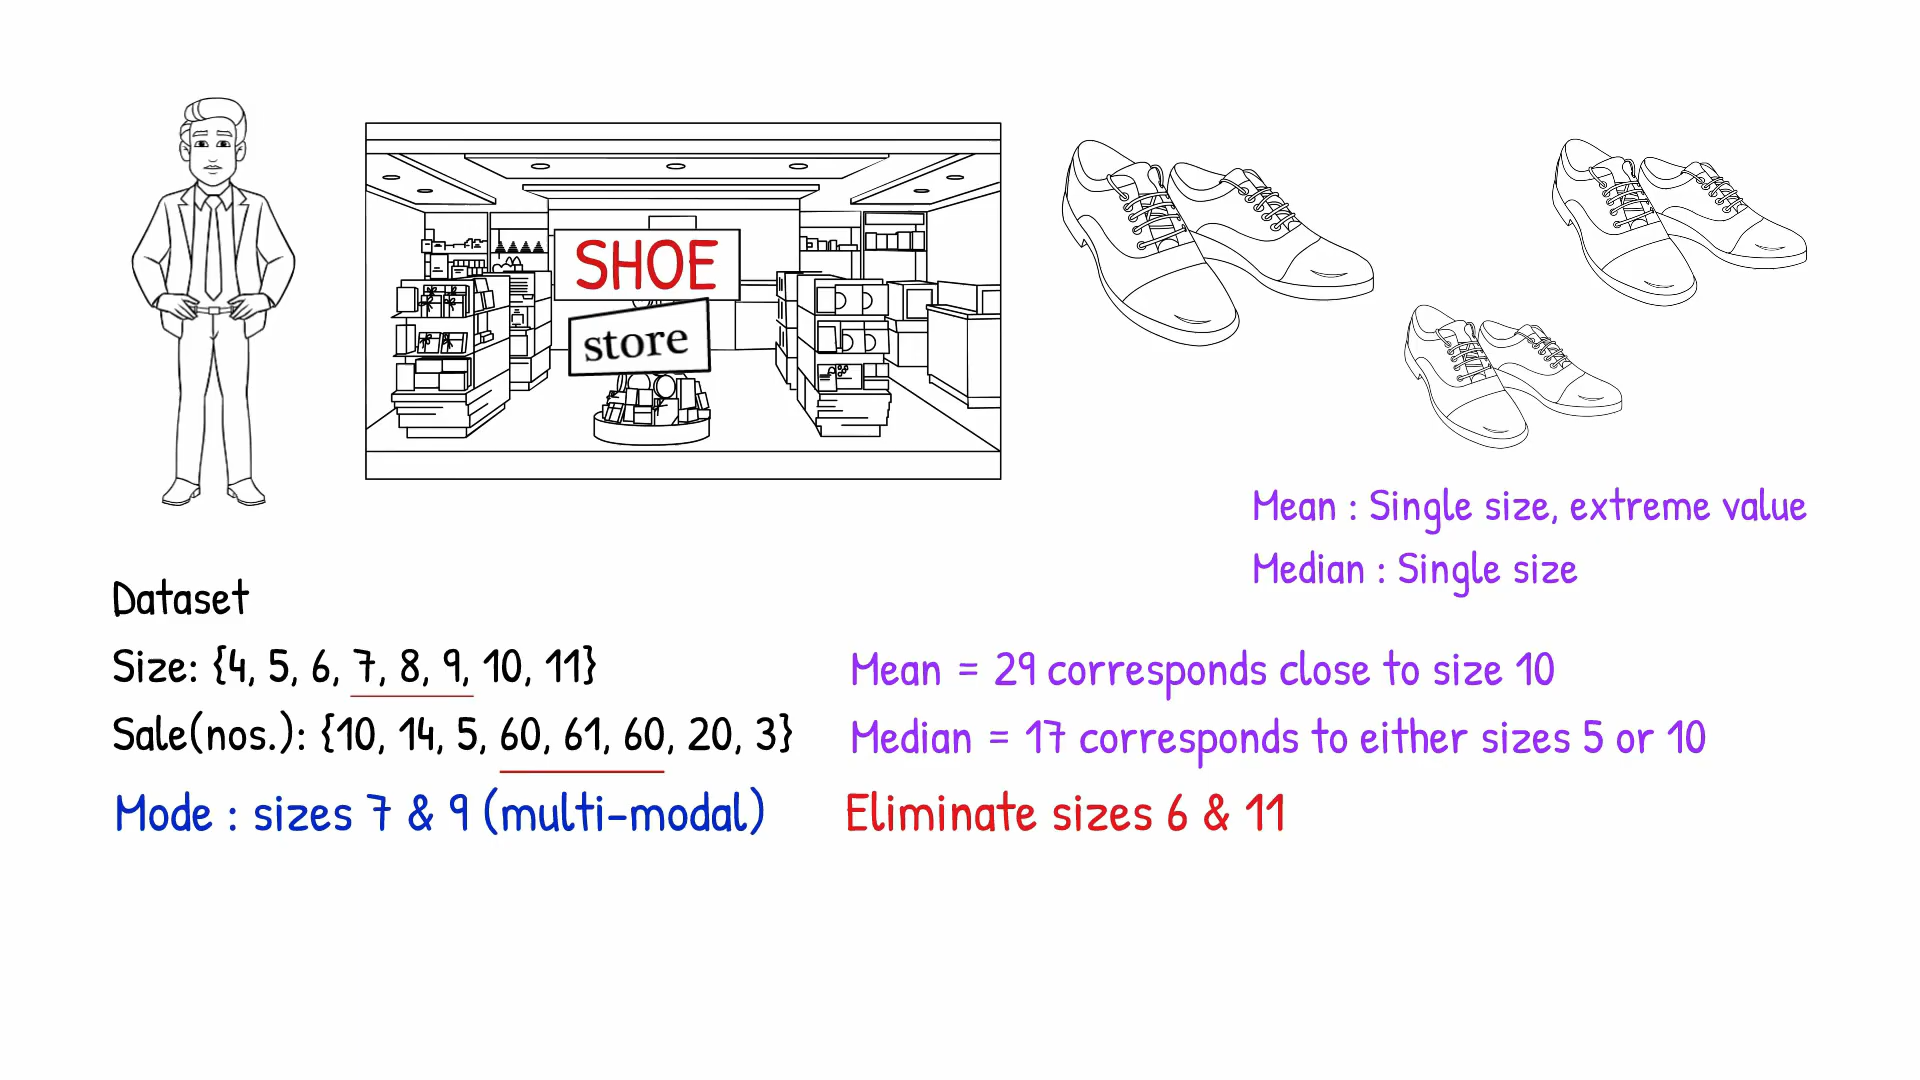 SHOE
store
Mean : Single size, extreme value
Median : Single size
Dataset
Size: {4, 5, 6, 7, 8, 9, 10, 11}
Mean = 29 corresponds close to size 10
Sale(nos.): {10, 14, 5, 60, 61, 60, 20, 3}
Median = 17 corresponds to either sizes 5 or 10
Mode : sizes 7 & 9 (multi-modal)
Eliminate sizes 6 & 11